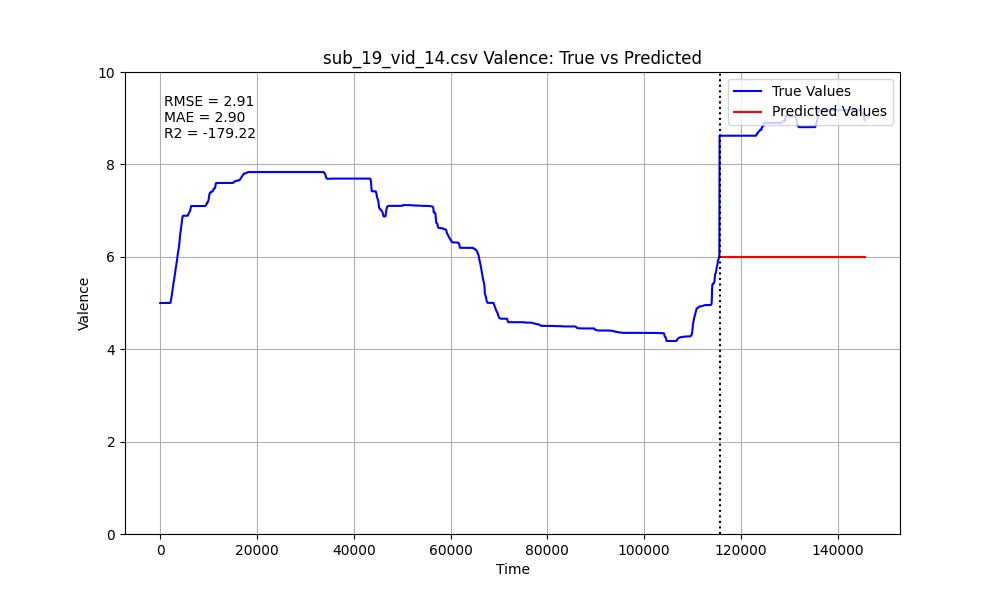 sub_19_vid_14.csv Valence: True vs Predicted
RMSE = 2.91
MAE = 2.90
R2 = -179.22
True Values
Predicted Values
10
8
6
4
2
0
Valence
0 20000 40000 60000 80000 100000 120000 140000
Time